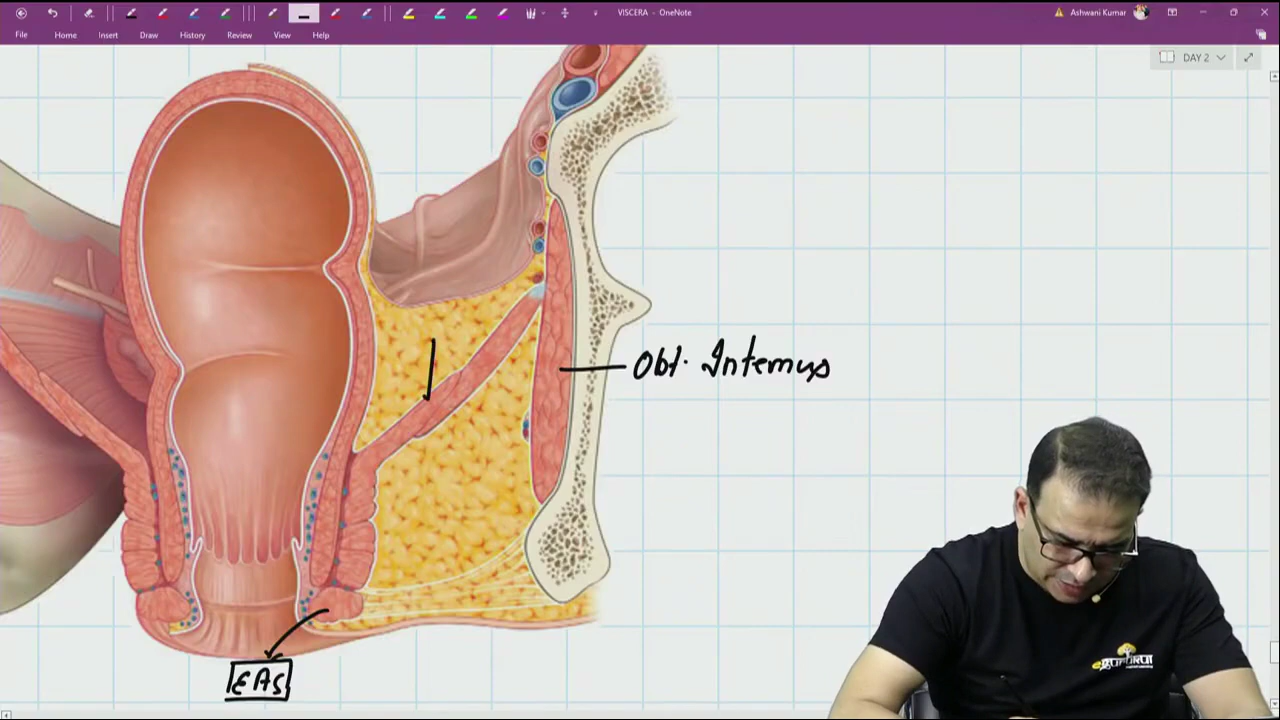 VISCERA - OneNote
Ashwani Kumar
File Home Insert Draw History Review View Help
DAY 2
Obt. Internus
EAS